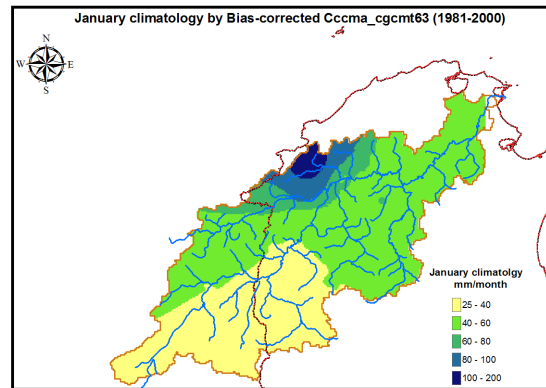 January climatology by Bias-corrected Cccma_cgcmt63 (1981-2000)
N
W E
S
January climatolgy
mm/month
25 - 40
40 - 60
60 - 80
80 - 100
100 - 200